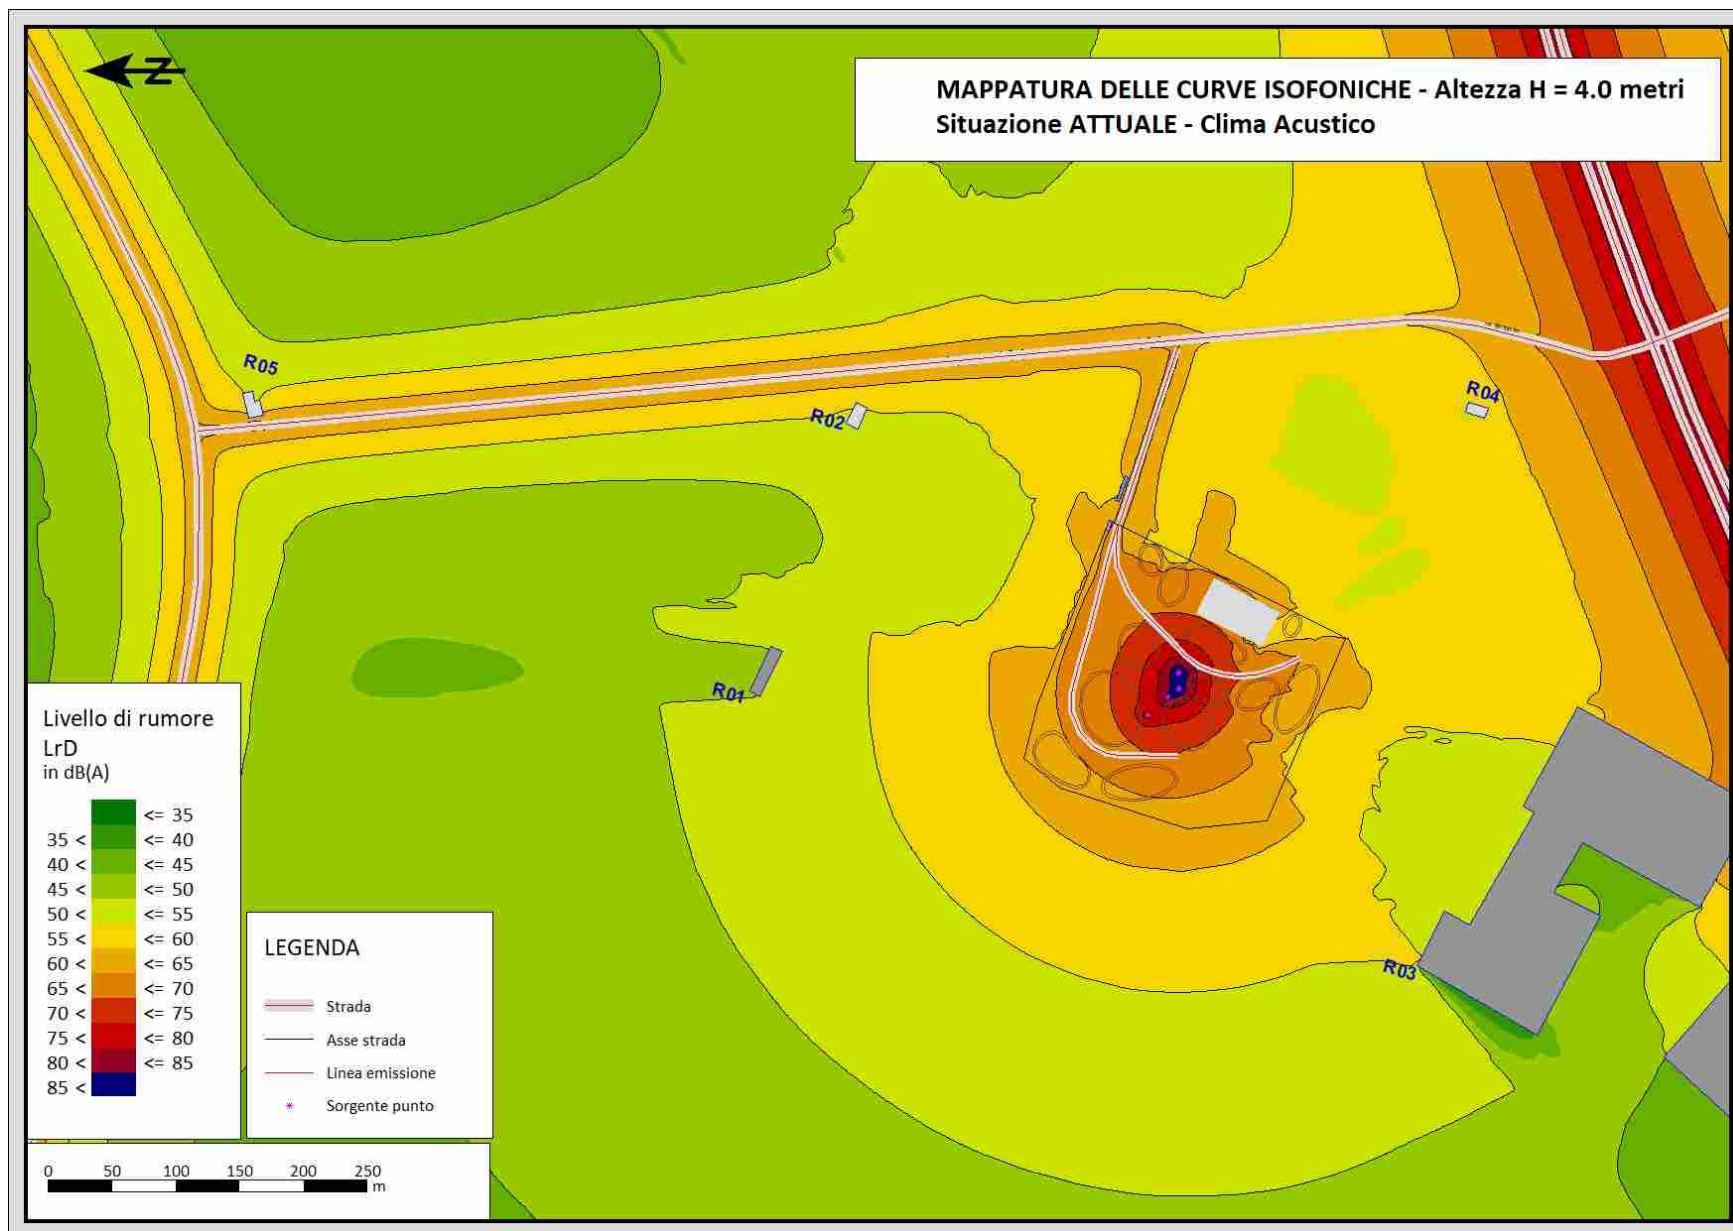 N
MAPPATURA DELLE CURVE ISOFONICHE - Altezza H = 4.0 metri
Situazione ATTUALE - Clima Acustico
R05
R02
R04
R01
R03
Livello di rumore
LrD
in dB(A)
<= 35
35 < <= 40
40 < <= 45
45 < <= 50
50 < <= 55
55 < <= 60
60 < <= 65
65 < <= 70
70 < <= 75
75 < <= 80
80 < <= 85
85 <
LEGENDA
Strada
Asse strada
Linea emissione
Sorgente punto
0 50 100 150 200 250
m